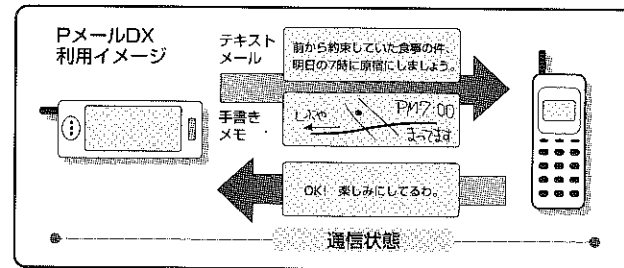 PメールDX
利用イメージ
テキスト
メール
前から約束していた食事の件、
明日の7時に原宿にしましょう。
手書き
メモ
しぶや
PM7:00
まってます
OK! 楽しみにしてるわ。
通信状態